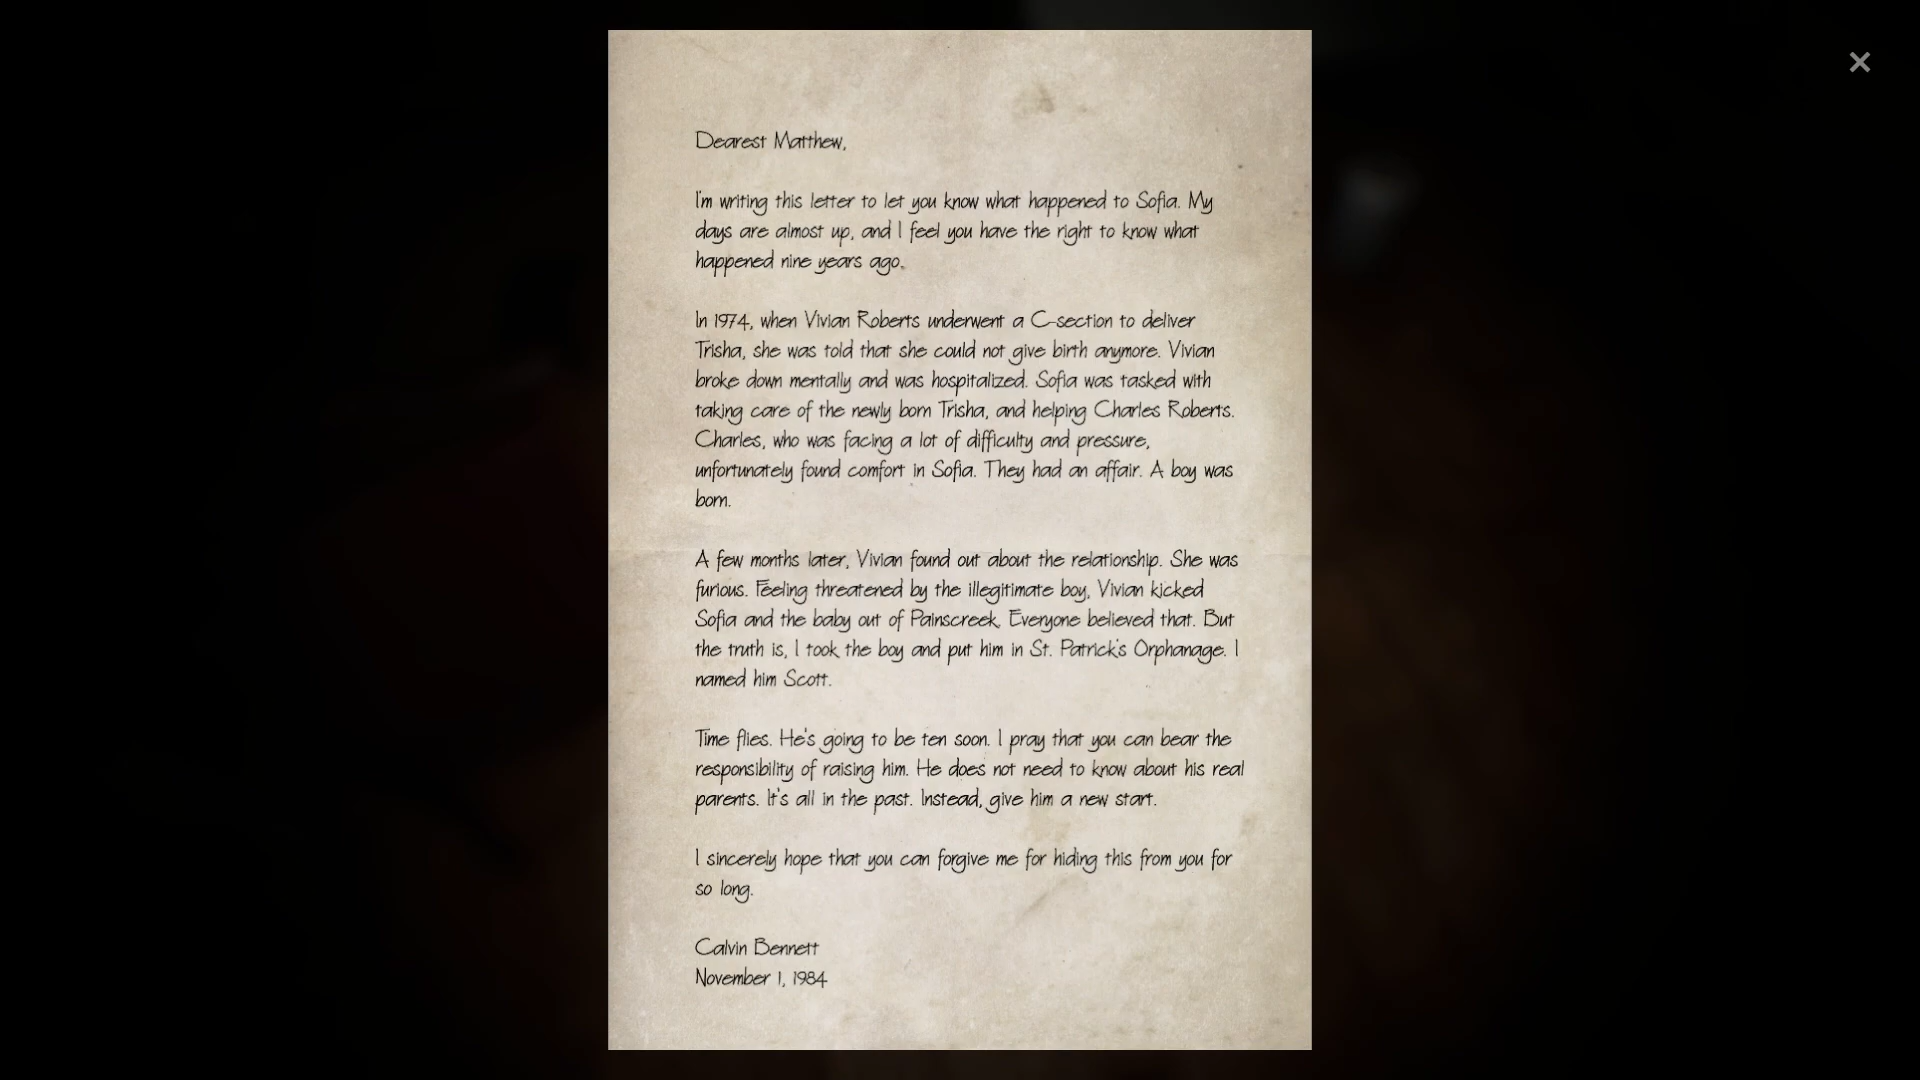 Dearest Matthew,
I'm writing this letter to let you know what happened to Sofia. My
days are almost up, and I feel you have the right to know what
happened nine years ago.
In 1974, when Vivian Roberts underwent a C-section to deliver
Trisha, she was told that she could not give birth anymore. Vivian
broke down mentally and was hospitalized. Sofia was tasked with
taking care of the newly born Trisha, and helping Charles Roberts.
Charles, who was facing a lot of difficulty and pressure,
unfortunately found comfort in Sofia. They had an affair. A boy was
born.
A few months later, Vivian found out about the relationship. She was
furious. Feeling threatened by the illegitimate boy, Vivian kicked
Sofia and the baby out of Painscreek. Everyone believed that. But
the truth is, I took the boy and put him in St. Patrick's Orphanage. I
named him Scott.
Time flies. He's going to be ten soon. I pray that you can bear the
responsibility of raising him. He does not need to know about his real
parents. It's all in the past. Instead, give him a new start.
I sincerely hope that you can forgive me for hiding this from you for
so long.
Calvin Bennett
November 1, 1984